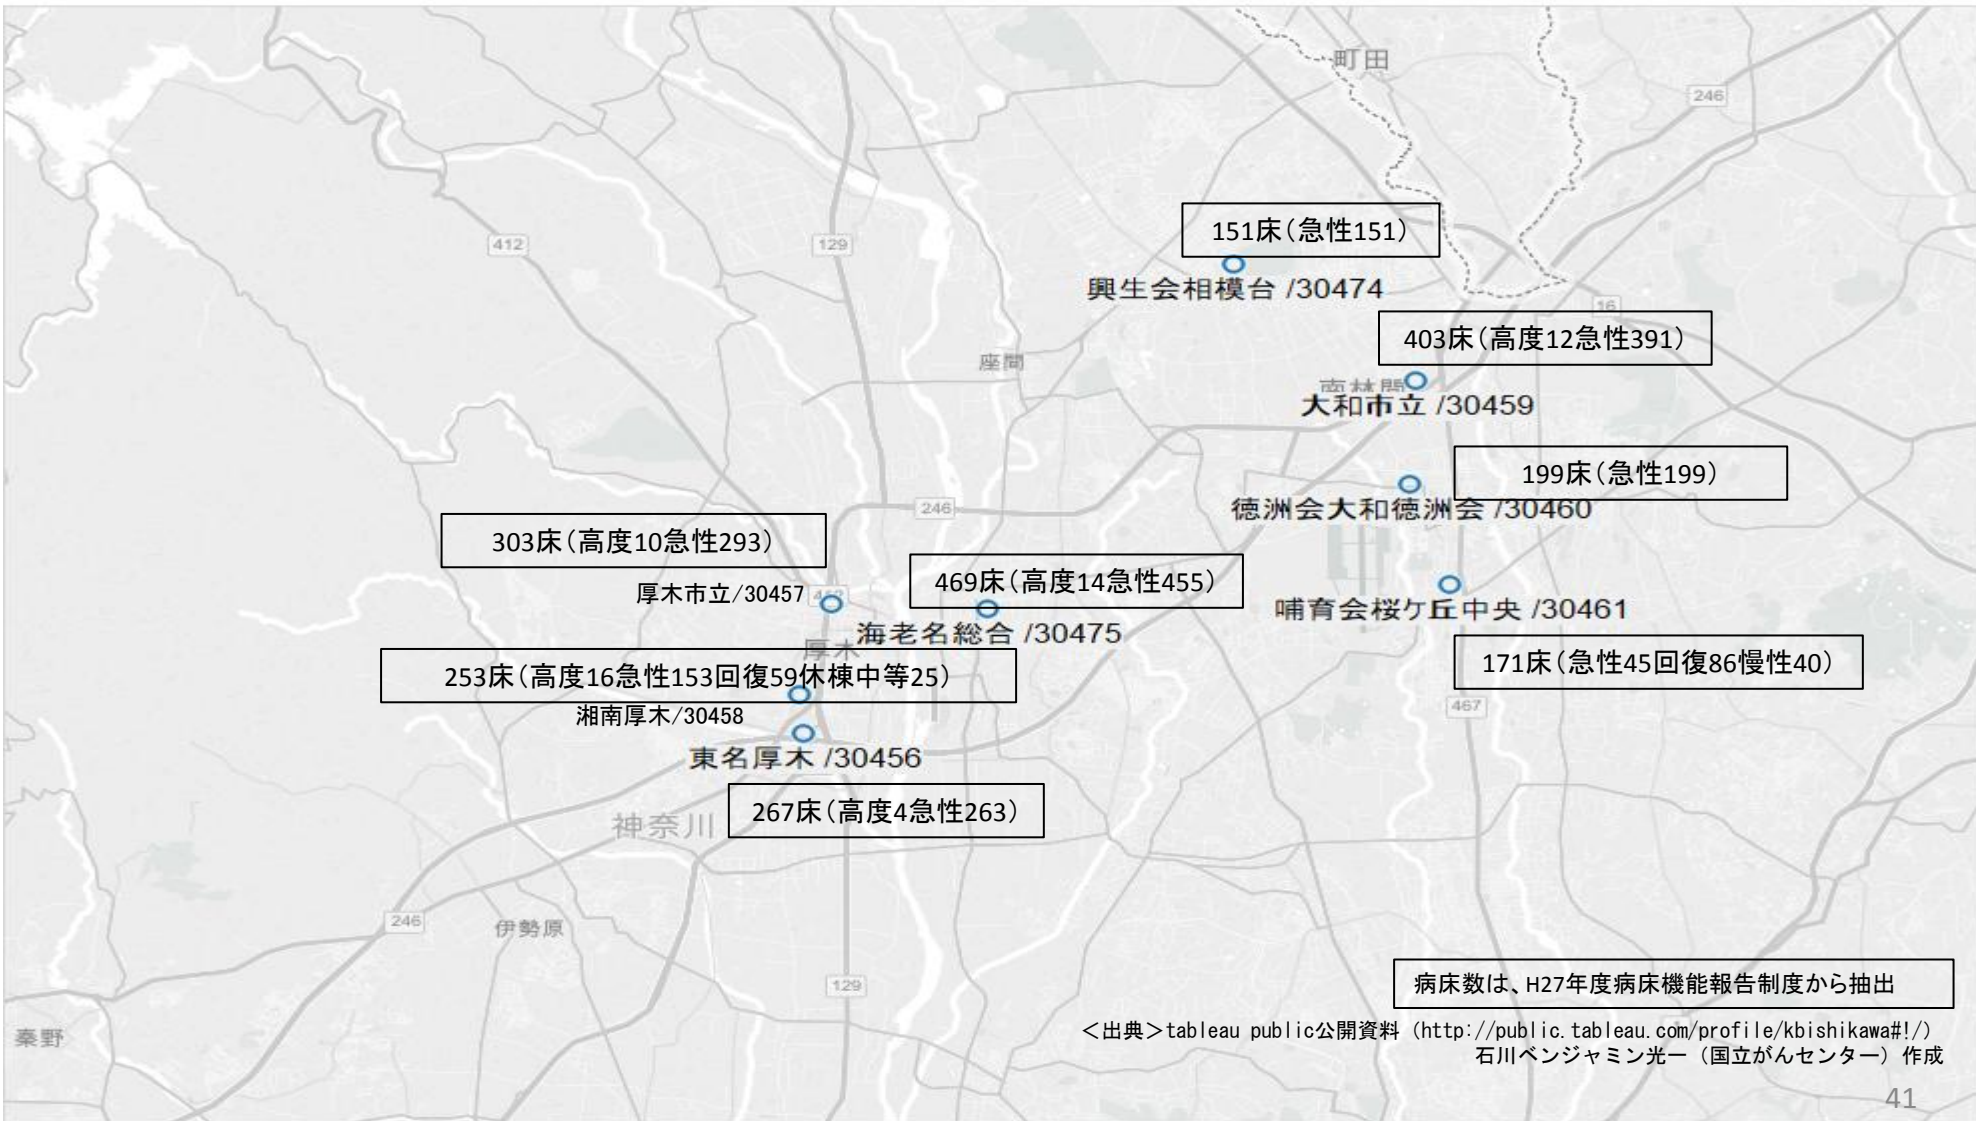 町田
246
151床（急性151）
412
129
興生会相模台 /30474
16
403床（高度12急性391）
座間
南林間
大和市立 /30459
199床（急性199）
徳洲会大和徳洲会 /30460
246
303床（高度10急性293）
469床（高度14急性455）
厚木市立/30457
412
哺育会桜ケ丘中央 /30461
海老名総合 /30475
厚木
171床（急性45回復86慢性40）
253床（高度16急性153回復59休棟中等25）
湘南厚木/30458
467
東名厚木 /30456
267床（高度4急性263）
神奈川
246
伊勢原
129
病床数は、H27年度病床機能報告制度から抽出
秦野
＜出典＞tableau public公開資料（http://public.tableau.com/profile/kbishikawa#!/）
石川ベンジャミン光一（国立がんセンター）作成
41